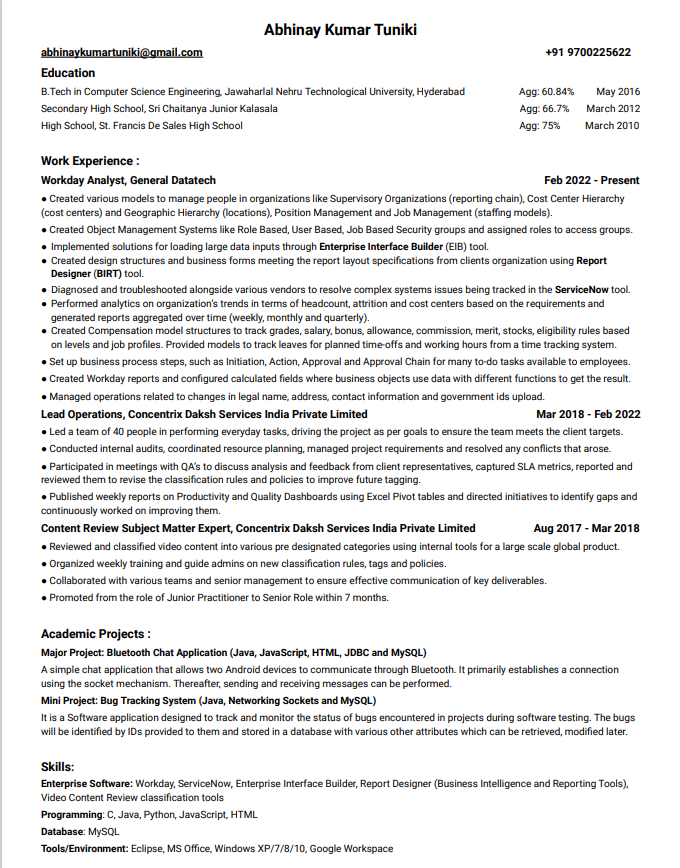 Abhinay Kumar Tuniki
abhinaykumartuniki@gmail.com +91 9700225622
Education
B.Tech in Computer Science Engineering, Jawaharlal Nehru Technological University, Hyderabad Agg: 60.84% May 2016
Secondary High School, Sri Chaitanya Junior Kalasala Agg: 66.7% March 2012
High School, St. Francis De Sales High School Agg: 75% March 2010
Work Experience :
Workday Analyst, General Datatech Feb 2022 - Present
● Created various models to manage people in organizations like Supervisory Organizations (reporting chain), Cost Center Hierarchy
(cost centers) and Geographic Hierarchy (locations), Position Management and Job Management (staffing models).
● Created Object Management Systems like Role Based, User Based, Job Based Security groups and assigned roles to access groups.
● Implemented solutions for loading large data inputs through Enterprise Interface Builder (EIB) tool.
● Created design structures and business forms meeting the report layout specifications from clients organization using Report
Designer (BIRT) tool.
● Diagnosed and troubleshooted alongside various vendors to resolve complex systems issues being tracked in the ServiceNow tool.
● Performed analytics on organization's trends in terms of headcount, attrition and cost centers based on the requirements and
generated reports aggregated over time (weekly, monthly and quarterly).
● Created Compensation model structures to track grades, salary, bonus, allowance, commission, merit, stocks, eligibility rules based
on levels and job profiles. Provided models to track leaves for planned time-offs and working hours from a time tracking system.
● Set up business process steps, such as Initiation, Action, Approval and Approval Chain for many to-do tasks available to employees.
● Created Workday reports and configured calculated fields where business objects use data with different functions to get the result.
● Managed operations related to changes in legal name, address, contact information and government ids upload.
Lead Operations, Concentrix Daksh Services India Private Limited Mar 2018 - Feb 2022
● Led a team of 40 people in performing everyday tasks, driving the project as per goals to ensure the team meets the client targets.
● Conducted internal audits, coordinated resource planning, managed project requirements and resolved any conflicts that arose.
● Participated in meetings with QA's to discuss analysis and feedback from client representatives, captured SLA metrics, reported and
reviewed them to revise the classification rules and policies to improve future tagging.
● Published weekly reports on Productivity and Quality Dashboards using Excel Pivot tables and directed initiatives to identify gaps and
continuously worked on improving them.
Content Review Subject Matter Expert, Concentrix Daksh Services India Private Limited Aug 2017 - Mar 2018
● Reviewed and classified video content into various pre designated categories using internal tools for a large scale global product.
● Organized weekly training and guide admins on new classification rules, tags and policies.
● Collaborated with various teams and senior management to ensure effective communication of key deliverables.
● Promoted from the role of Junior Practitioner to Senior Role within 7 months.
Academic Projects :
Major Project: Bluetooth Chat Application (Java, JavaScript, HTML, JDBC and MySQL)
A simple chat application that allows two Android devices to communicate through Bluetooth. It primarily establishes a connection
using the socket mechanism. Thereafter, sending and receiving messages can be performed.
Mini Project: Bug Tracking System (Java, Networking Sockets and MySQL)
It is a Software application designed to track and monitor the status of bugs encountered in projects during software testing. The bugs
will be identified by IDs provided to them and stored in a database with various other attributes which can be retrieved, modified later.
Skills:
Enterprise Software: Workday, ServiceNow, Enterprise Interface Builder, Report Designer (Business Intelligence and Reporting Tools),
Video Content Review classification tools
Programming: C, Java, Python, JavaScript, HTML
Database: MySQL
Tools/Environment: Eclipse, MS Office, Windows XP/7/8/10, Google Workspace